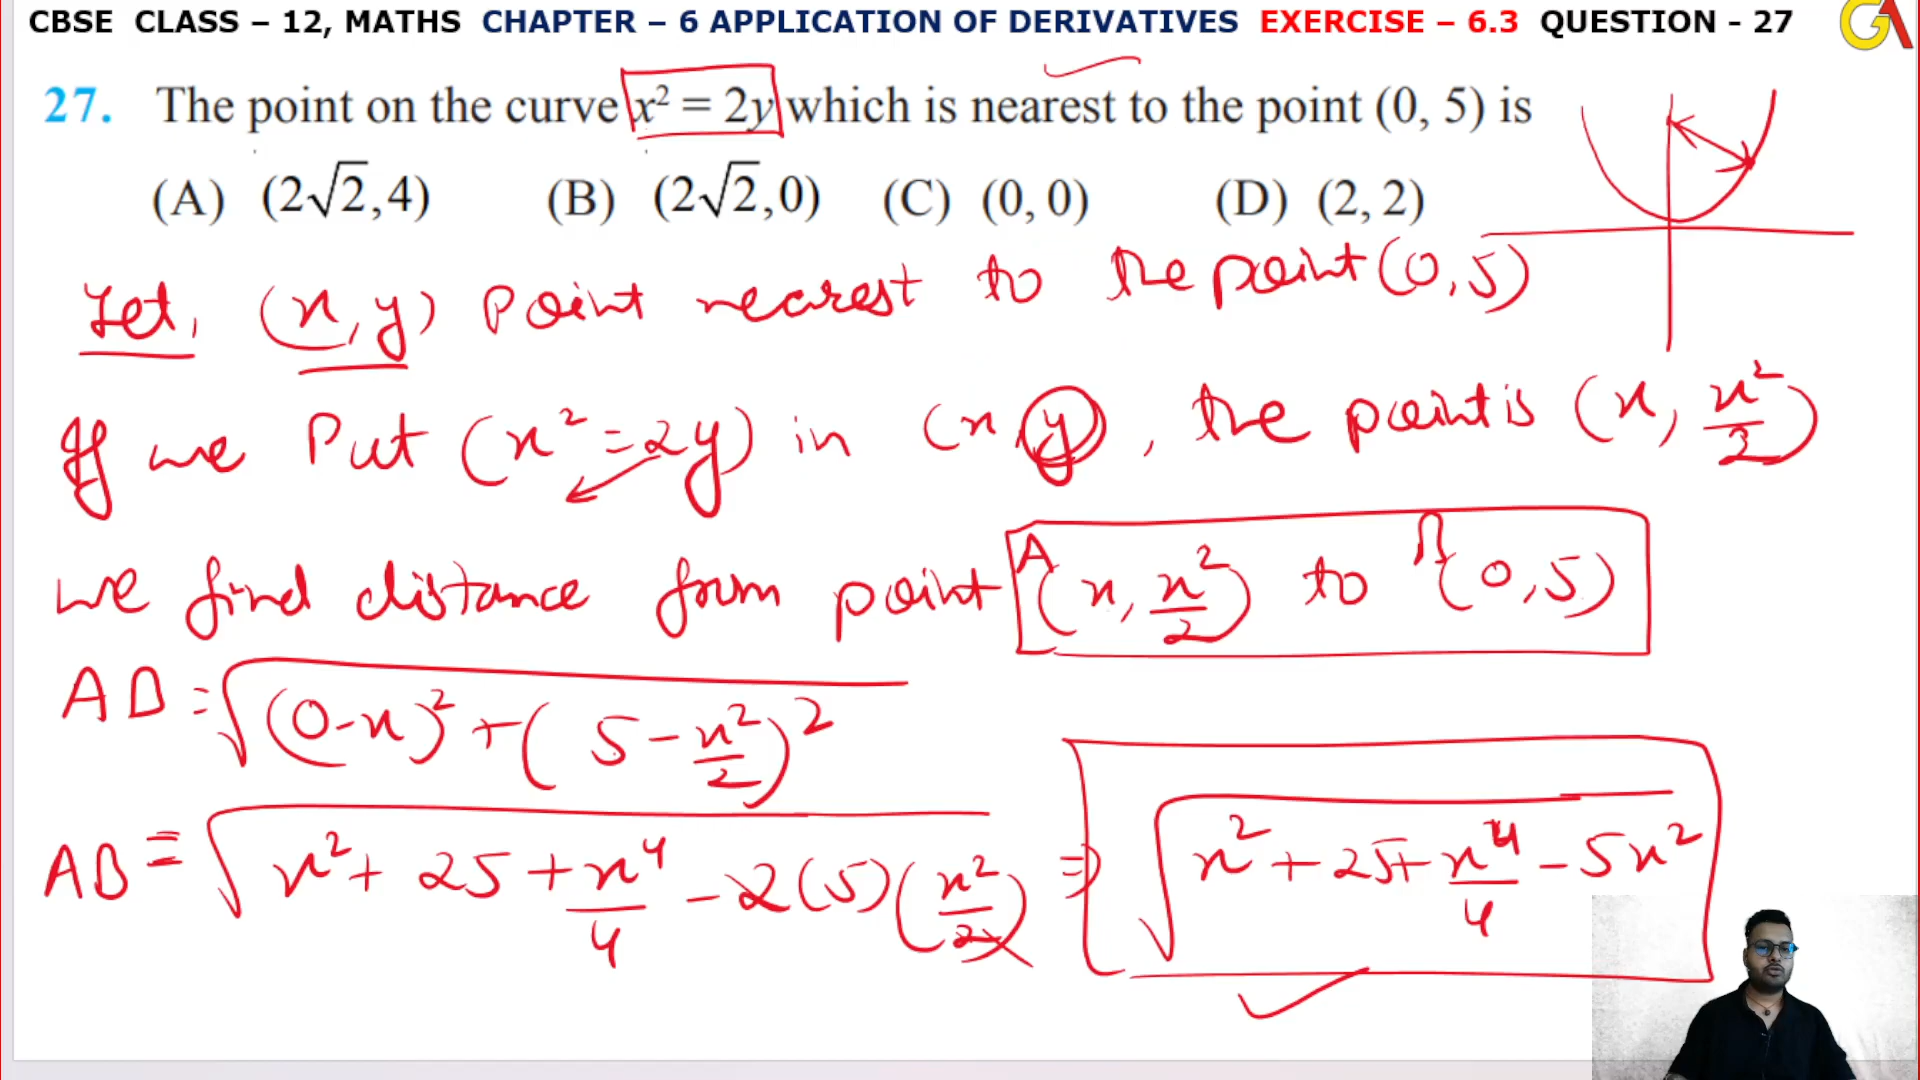 CBSE CLASS – 12, MATHS CHAPTER – 6 APPLICATION OF DERIVATIVES EXERCISE – 6.3 QUESTION - 27
27. The point on the curve x² = 2y which is nearest to the point (0, 5) is
(A) (2√2,4) (B) (2√2,0) (C) (0, 0) (D) (2, 2)
Let, (x, y) Point nearest to the point (0,5)
If we Put (x² = 2y) in (x, y), the point is (x, x²/2)
we find distance from point A(x, x²/2) to B(0,5)
AB = √((0-x)² + (5 - x²/2)²)
AB = √(x² + 25 + x⁴/4 - 2(5)(x²/2)) ⇒ √(x² + 25 + x⁴/4 - 5x²)